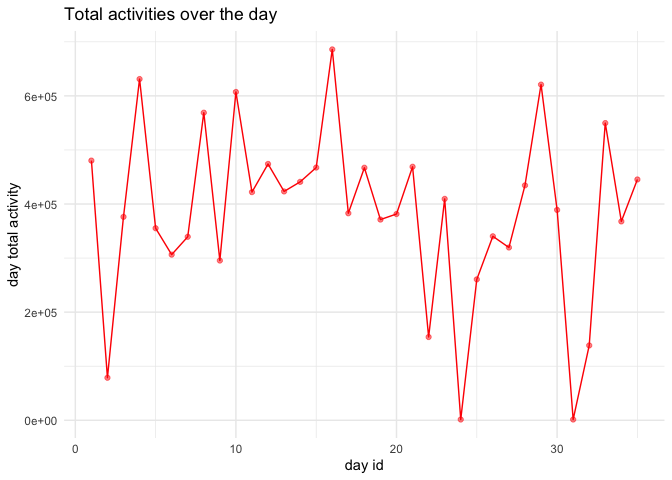 Total activities over the day
6e+05
4e+05
2e+05
0e+00
day total activity
0
10
20
30
day id